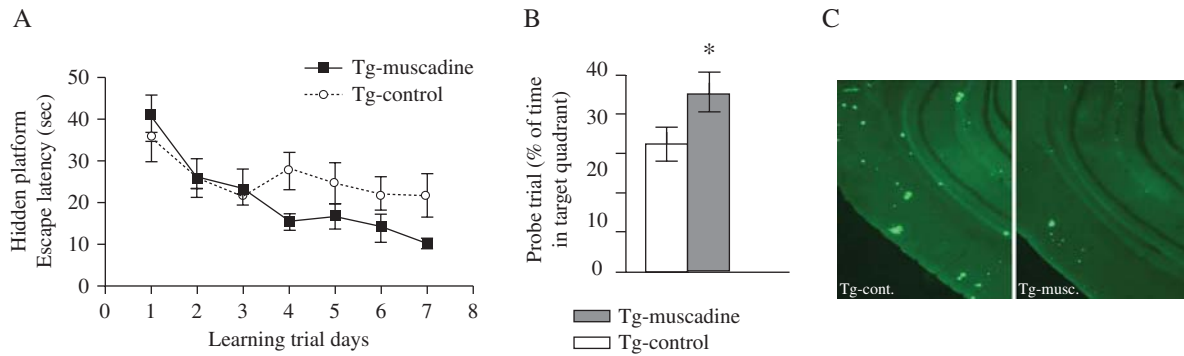 A
Hidden platform
Escape latency (sec)
50
40
30
20
10
0
1 2 3 4 5 6 7 8
Learning trial days
Tg-muscadine
Tg-control
B
Probe trial (% of time
in target quadrant)
40
30
20
10
0
*
Tg-muscadine
Tg-control
C
Tg-cont.
Tg-musc.